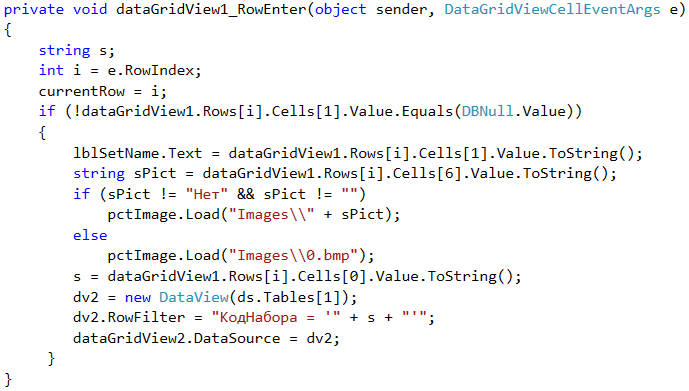 private void dataGridView1_RowEnter(object sender, DataGridViewCellEventArgs e)
{
    string s;
    int i = e.RowIndex;
    currentRow = i;
    if (!dataGridView1.Rows[i].Cells[1].Value.Equals(DBNull.Value))
    {
        lblSetName.Text = dataGridView1.Rows[i].Cells[1].Value.ToString();
        string sPict = dataGridView1.Rows[i].Cells[6].Value.ToString();
        if (sPict != "Нет" && sPict != "")
            pctImage.Load("Images\\" + sPict);
        else
            pctImage.Load("Images\\0.bmp");
        s = dataGridView1.Rows[i].Cells[0].Value.ToString();
        dv2 = new DataView(ds.Tables[1]);
        dv2.RowFilter = "КодНабора = '" + s + "'";
        dataGridView2.DataSource = dv2;
     }
}